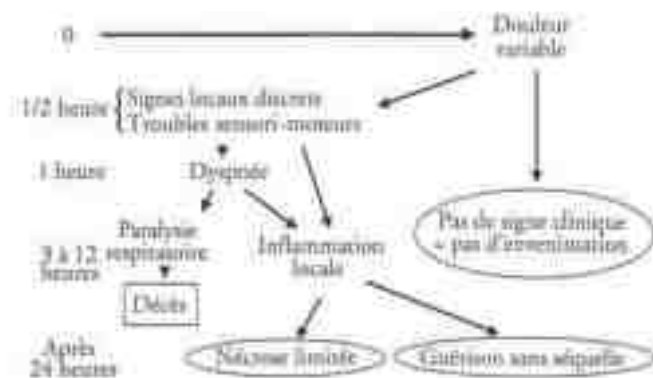 0
Douleur
variable
1/2 heure
Signes locaux discrets
Troubles sensori-moteurs
1 heure
Dyspnée
Paralysie
respiratoire
3 à 12
heures
Inflammation
locale
Pas de signe clinique
= pas d'envenimation
Décès
Après
24 heures
Nécrose limitée
Guérison sans séquelle